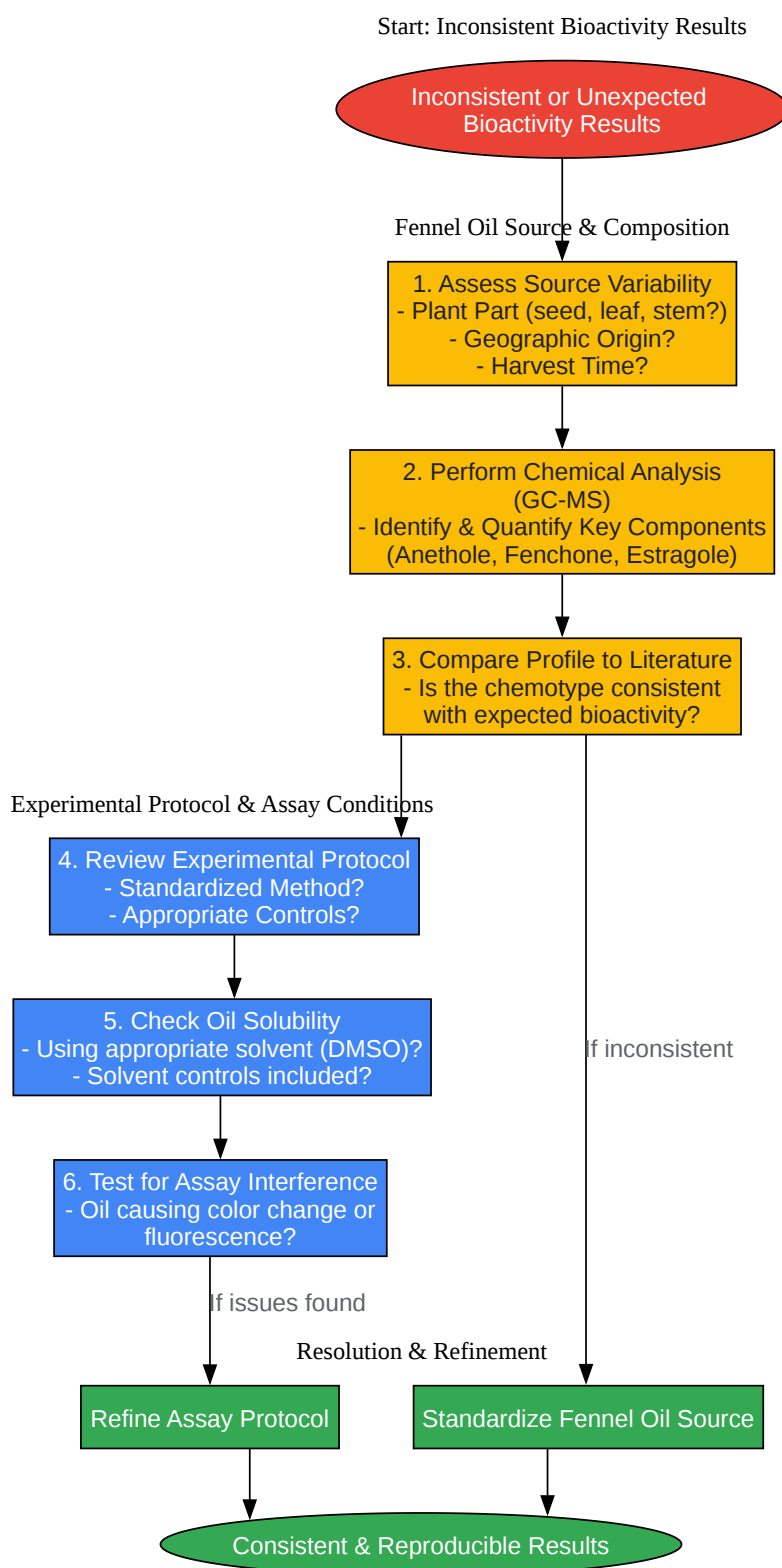 Start: Inconsistent Bioactivity Results
Inconsistent or Unexpected
Bioactivity Results
Fennel Oil Source & Composition
1. Assess Source Variability
- Plant Part (seed, leaf, stem?)
- Geographic Origin?
- Harvest Time?
2. Perform Chemical Analysis
(GC-MS)
- Identify & Quantify Key Components
(Anethole, Fenchone, Estragole)
3. Compare Profile to Literature
- Is the chemotype consistent
with expected bioactivity?
Experimental Protocol & Assay Conditions
4. Review Experimental Protocol
- Standardized Method?
- Appropriate Controls?
5. Check Oil Solubility
- Using appropriate solvent (DMSO)?
- Solvent controls included?
If inconsistent
6. Test for Assay Interference
- Oil causing color change or
fluorescence?
If issues found
Resolution & Refinement
Refine Assay Protocol
Standardize Fennel Oil Source
Consistent & Reproducible Results